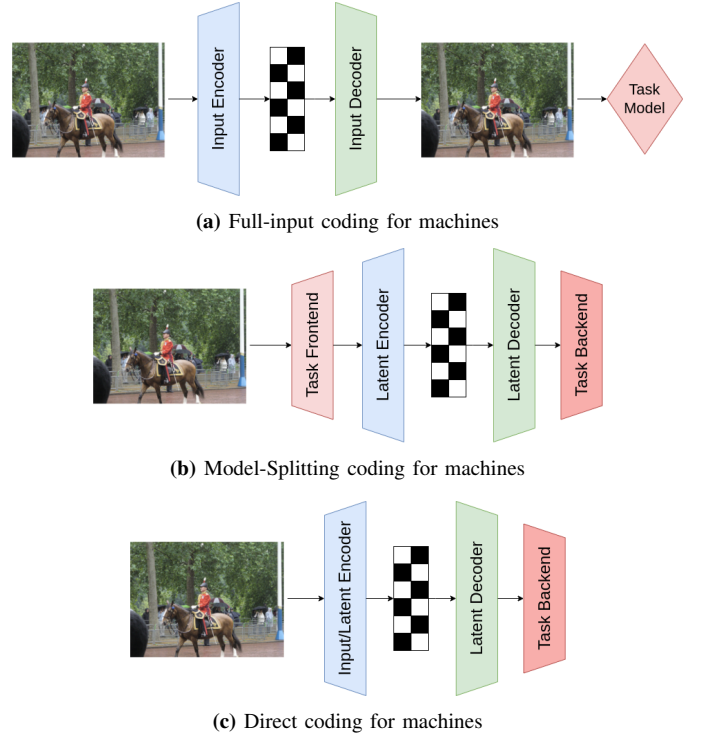 Input Encoder
Input Decoder
Task
Model
(a) Full-input coding for machines
Task Frontend
Latent Encoder
Latent Decoder
Task Backend
(b) Model-Splitting coding for machines
Input/Latent Encoder
Latent Decoder
Task Backend
(c) Direct coding for machines